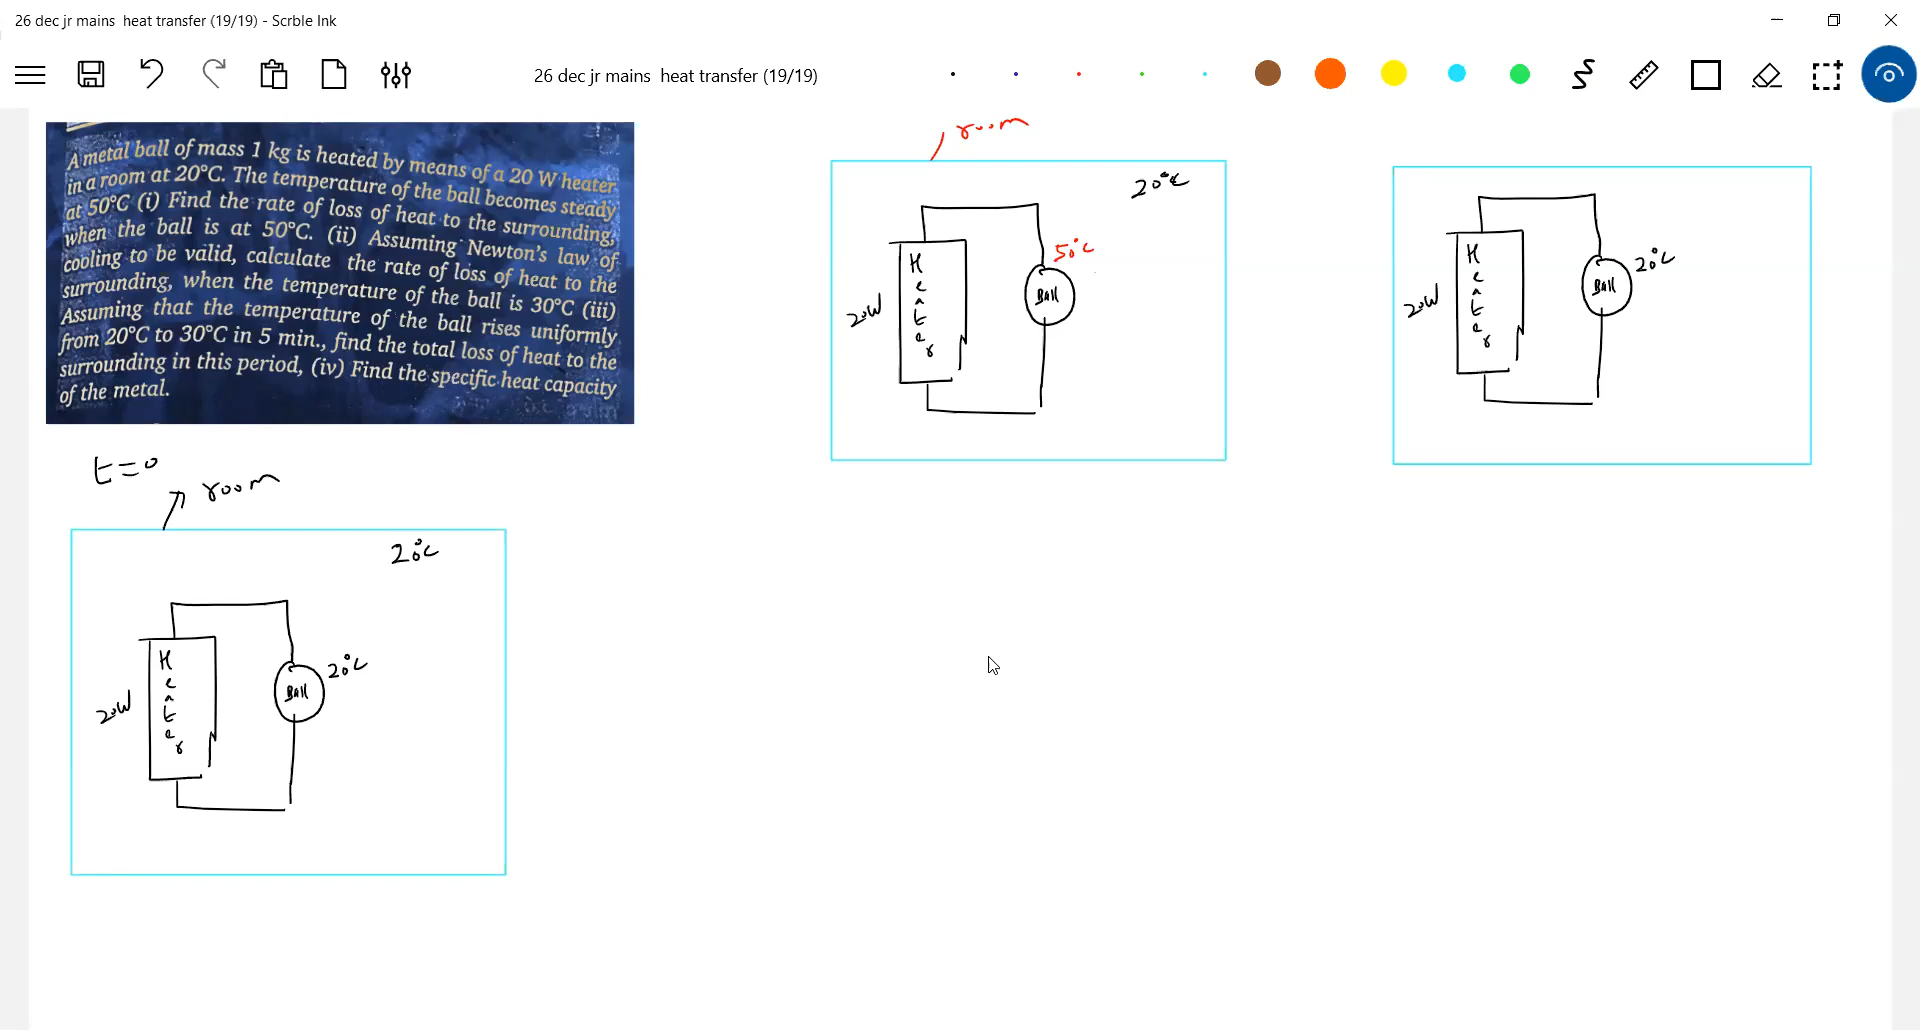 26 dec jr mains heat transfer (19/19) - Scrble Ink
26 dec jr mains heat transfer (19/19)
A metal ball of mass 1 kg is heated by means of a 20 W heater
in a room at 20°C. The temperature of the ball becomes steady
at 50°C (i) Find the rate of loss of heat to the surrounding,
when the ball is at 50°C. (ii) Assuming Newton's law of
cooling to be valid, calculate the rate of loss of heat to the
surrounding, when the temperature of the ball is 30°C (iii)
Assuming that the temperature of the ball rises uniformly
from 20°C to 30°C in 5 min., find the total loss of heat to the
surrounding in this period, (iv) Find the specific heat capacity
of the metal.
room
20°C
Heater
20W
50°C
Ball
Heater
20W
20°C
Ball
t=0
room
20°C
Heater
20W
20°C
Ball